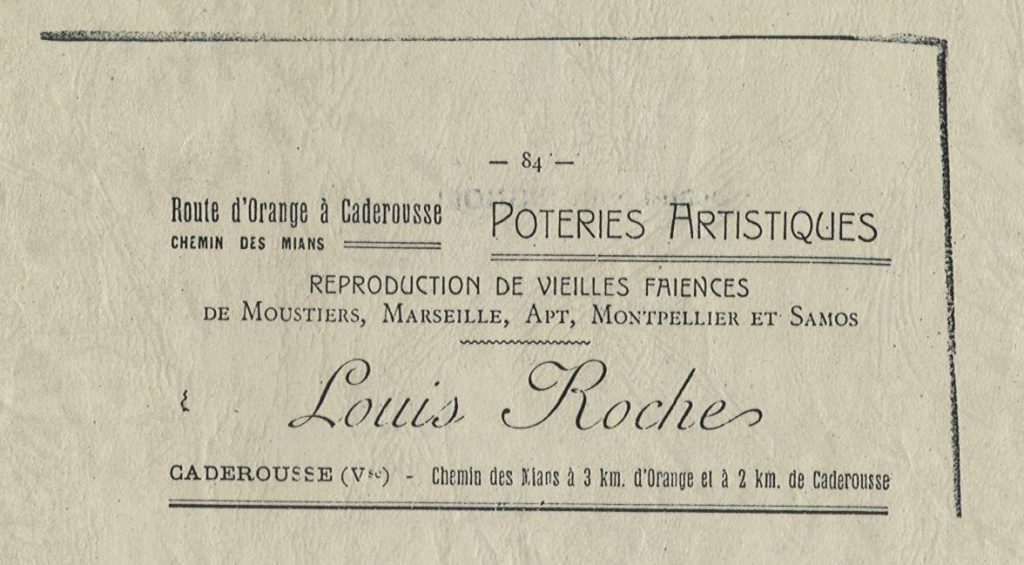 — 84 —
Route d'Orange à Caderousse
CHEMIN DES MIANS
POTERIES ARTISTIQUES
REPRODUCTION DE VIEILLES FAIENCES
DE MOUSTIERS, MARSEILLE, APT, MONTPELLIER ET SAMOS
Louis Roche
CADEROUSSE (Vse) - Chemin des Mians à 3 km. d'Orange et à 2 km. de Caderousse